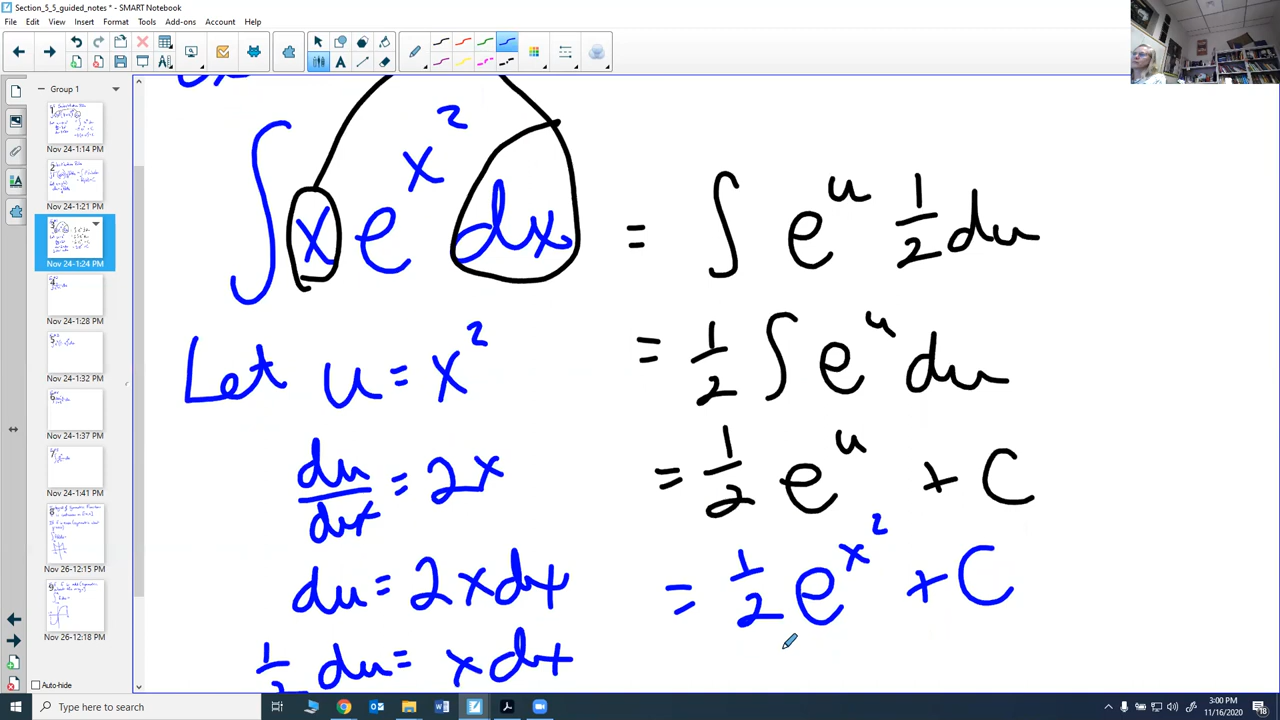 Section_5_5_guided_notes * - SMART Notebook
File Edit View Insert Format Tools Add-ons Account Help
Group 1
Nov 24-1:14 PM
Nov 24-1:21 PM
Nov 24-1:24 PM
Nov 24-1:28 PM
Nov 24-1:32 PM
Nov 24-1:37 PM
Nov 24-1:41 PM
Nov 26-12:15 PM
Nov 26-12:18 PM
Auto-hide
∫ x e^{x^2} dx = ∫ e^u 1/2 du
Let u = x^2
= 1/2 ∫ e^u du
du/dx = 2x
= 1/2 e^u + C
du = 2x dx
= 1/2 e^{x^2} + C
1/2 du = x dx
Type here to search
3:00 PM
11/16/2020
18